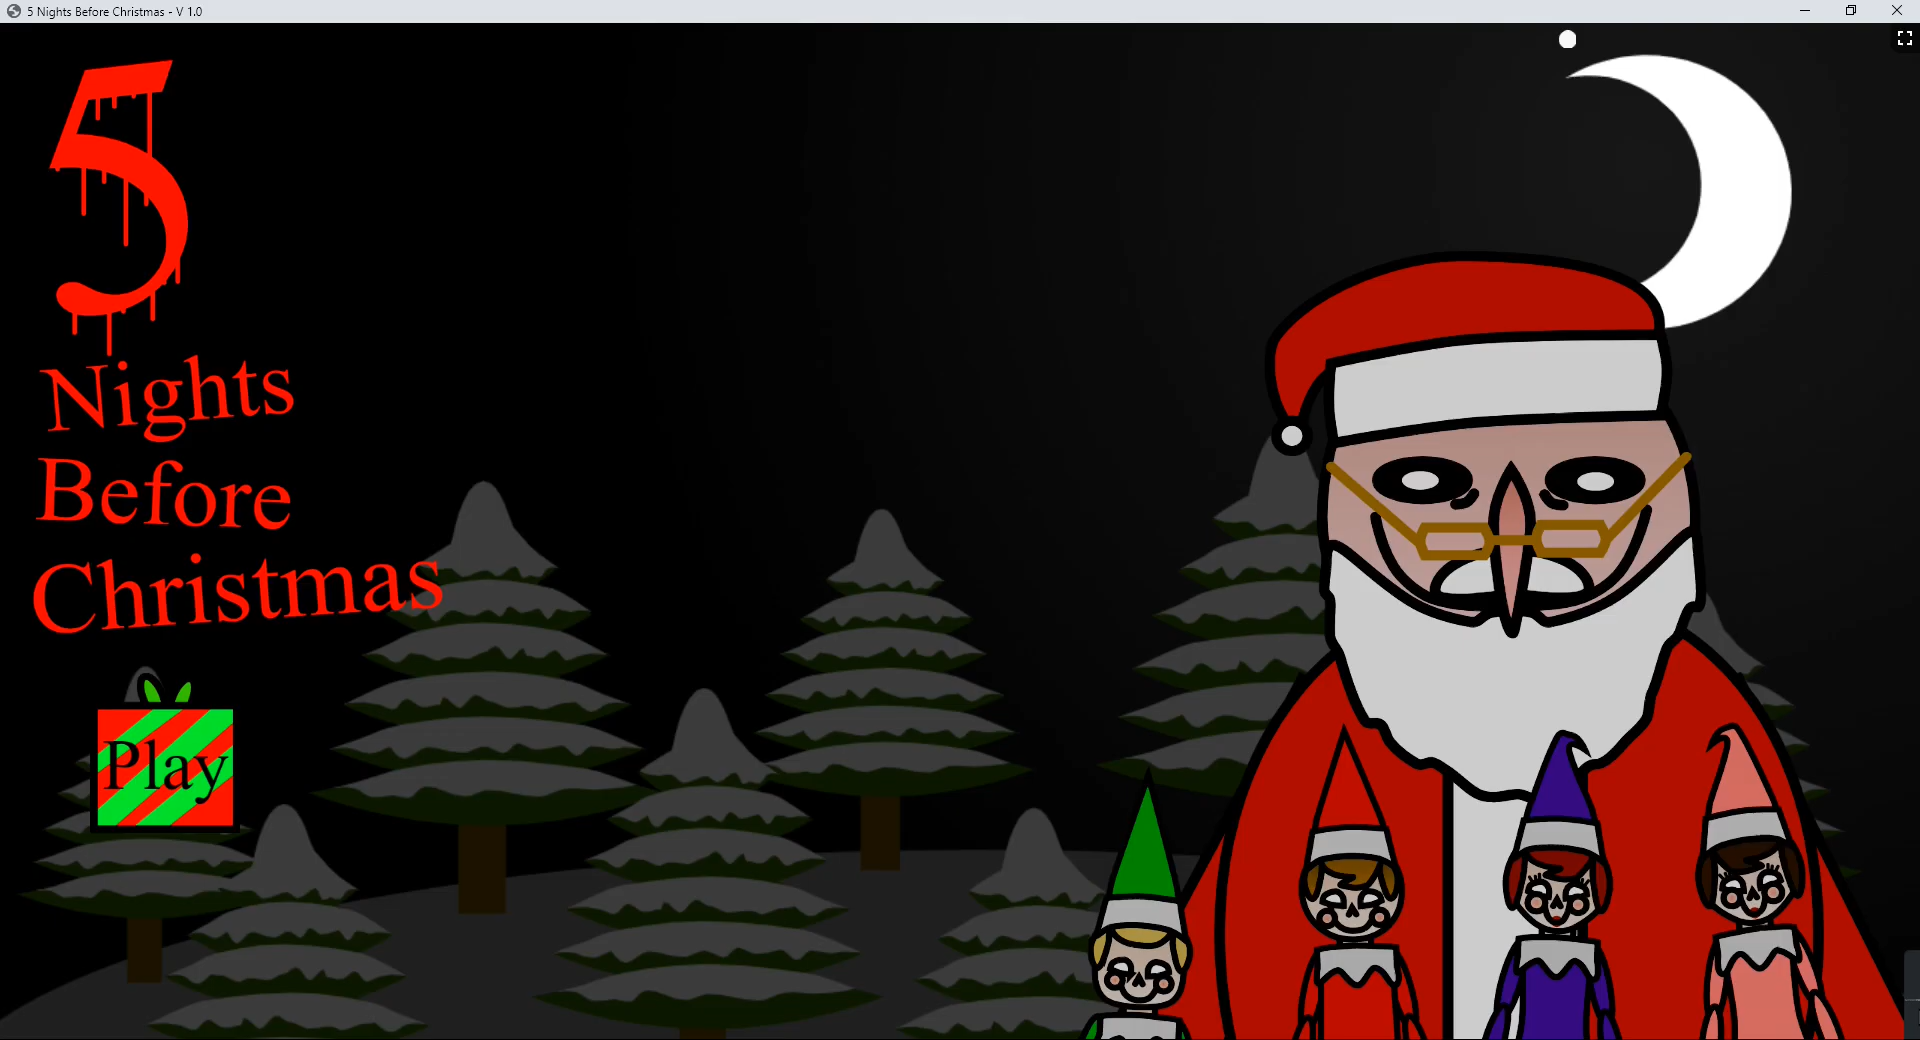 5 Nights Before Christmas - V 1.0
5
Nights
Before
Christmas
Play